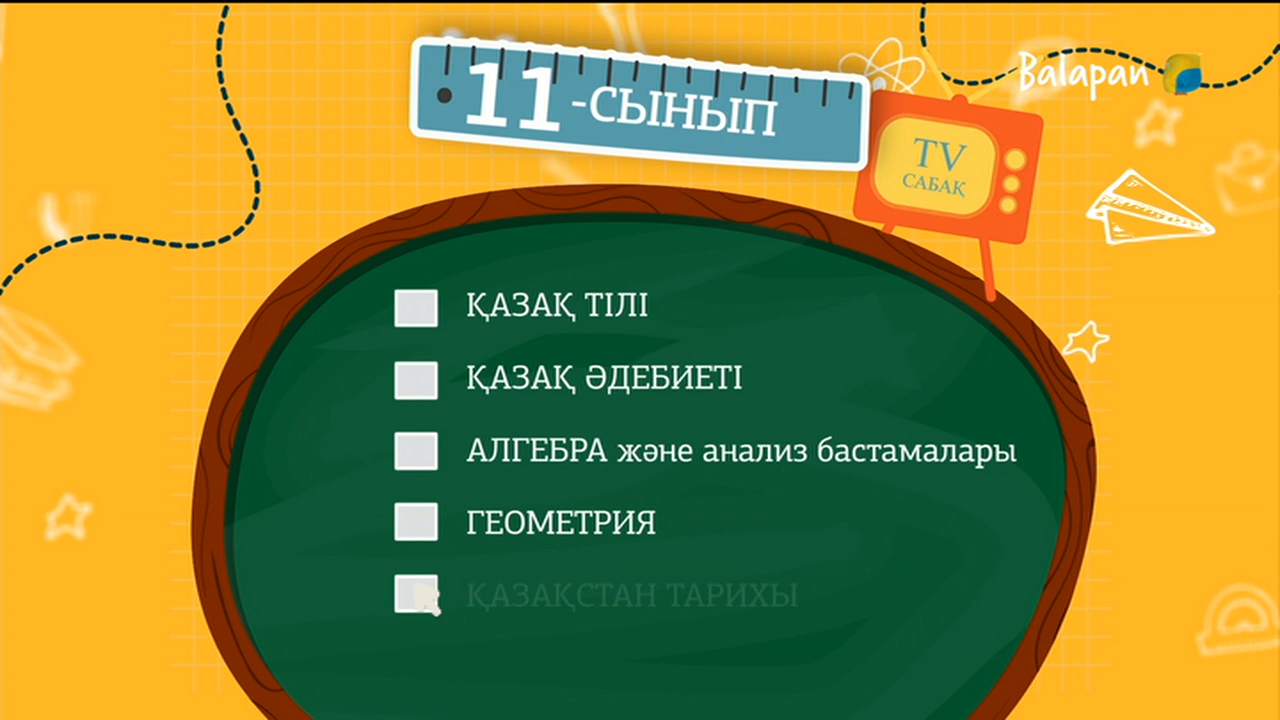 Balapan
11-СЫНЫП
TV
САБАҚ
ҚАЗАҚ ТІЛІ
ҚАЗАҚ ӘДЕБИЕТІ
АЛГЕБРА және анализ бастамалары
ГЕОМЕТРИЯ
ҚАЗАҚСТАН ТАРИХЫ